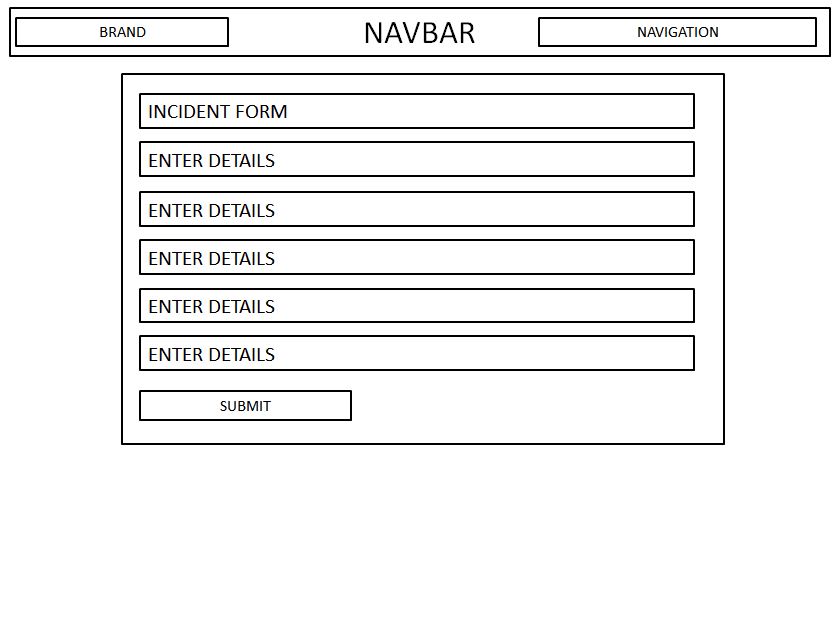 BRAND
NAVBAR
NAVIGATION
INCIDENT FORM
ENTER DETAILS
ENTER DETAILS
ENTER DETAILS
ENTER DETAILS
ENTER DETAILS
SUBMIT